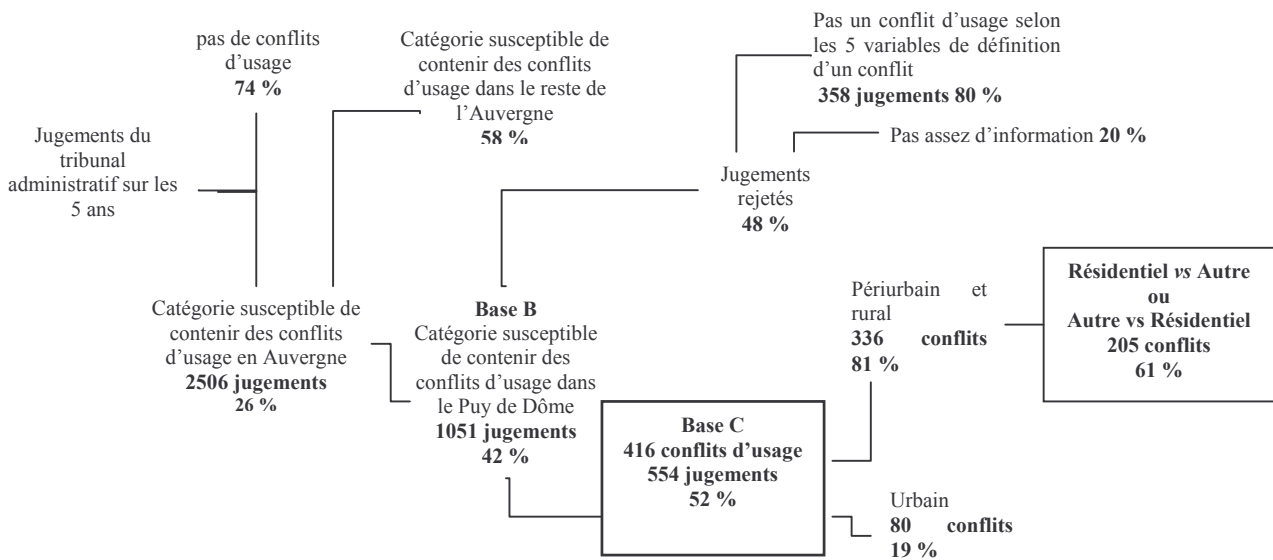 pas de conflits
d'usage
74 %
Catégorie susceptible de
contenir des conflits
d'usage dans le reste de
l'Auvergne
58 %
Pas un conflit d'usage selon
les 5 variables de définition
d'un conflit
358 jugements 80 %
Pas assez d'information 20 %
Jugements du
tribunal
administratif sur les
5 ans
Jugements
rejetés
48 %
Catégorie susceptible de
contenir des conflits
d'usage en Auvergne
2506 jugements
26 %
Base B
Catégorie susceptible
de contenir des
conflits d'usage dans
le Puy de Dôme
1051 jugements
42 %
Base C
416 conflits d'usage
554 jugements
52 %
Périurbain et
rural
336 conflits
81 %
Résidentiel vs Autre
ou
Autre vs Résidentiel
205 conflits
61 %
Urbain
80 conflits
19 %